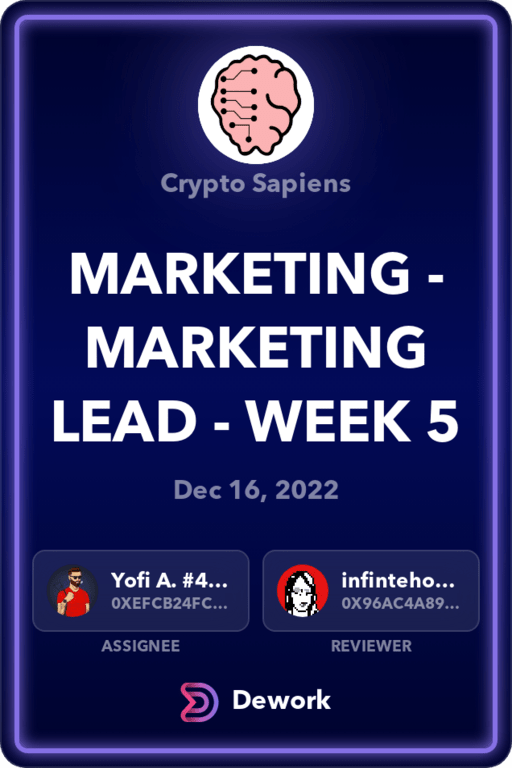 Crypto Sapiens
MARKETING -
MARKETING
LEAD - WEEK 5
Dec 16, 2022
Yofi A. #4...
0XEFCB24FC...
ASSIGNEE
infinteho...
0X96AC4A89...
REVIEWER
Dework